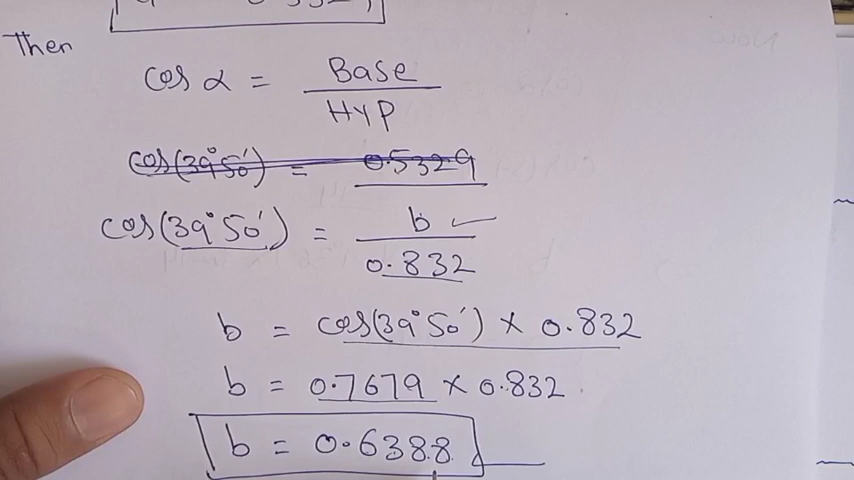 Then
cos α = Base / HYP
cos(39°50') = 0.5329
cos(39°50') = b / 0.832
b = cos(39°50') × 0.832
b = 0.7679 × 0.832
b = 0.6388